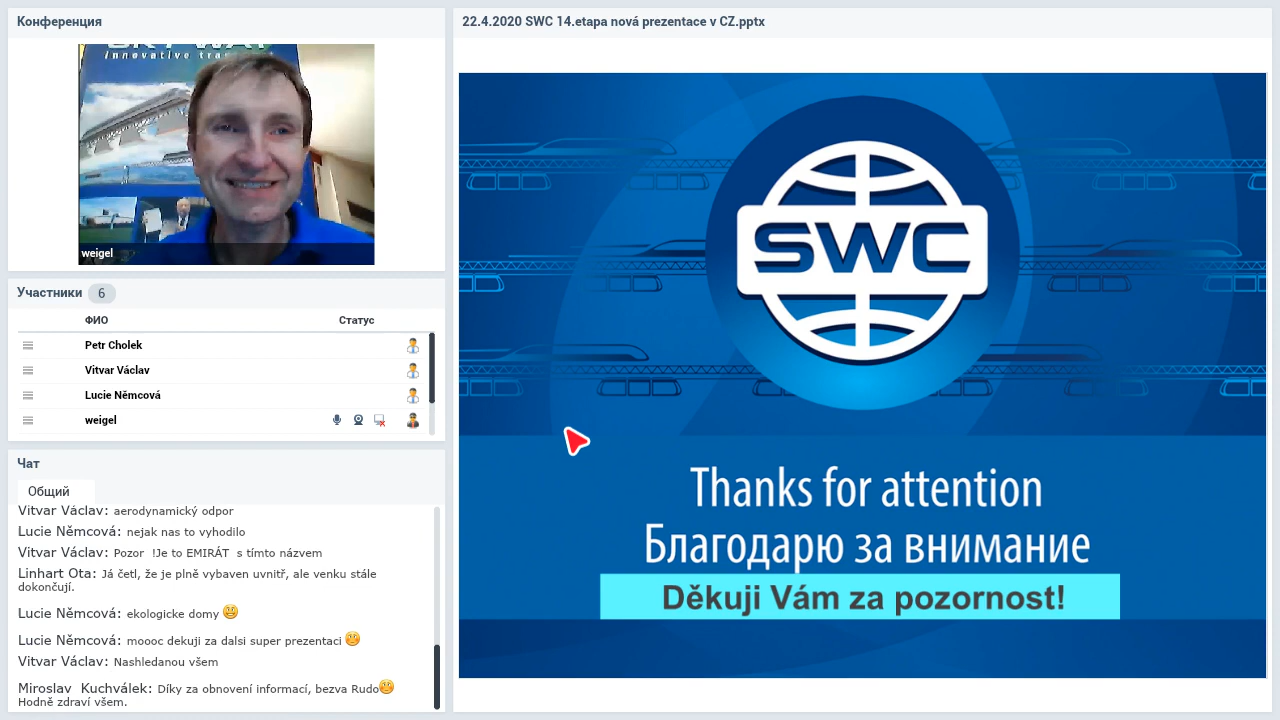 Конференция
innovative tra
weigel
Участники 6
ФИО Статус
Petr Cholek
Vitvar Václav
Lucie Němcová
weigel
Чат
Общий
Vitvar Václav: aerodynamický odpor
Lucie Němcová: nejak nas to vyhodilo
Vitvar Václav: Pozor !Je to EMIRÁT s tímto názvem
Linhart Ota: Já četl, že je plně vybaven uvnitř, ale venku stále
dokončují.
Lucie Němcová: ekologicke domy
Lucie Němcová: moooc dekuji za dalsi super prezentaci
Vitvar Václav: Nashledanou všem
Miroslav Kuchválek: Díky za obnovení informací, bezva Rudo
Hodně zdraví všem.
22.4.2020 SWC 14.etapa nová prezentace v CZ.pptx
SWC
Thanks for attention
Благодарю за внимание
Děkuji Vám za pozornost!